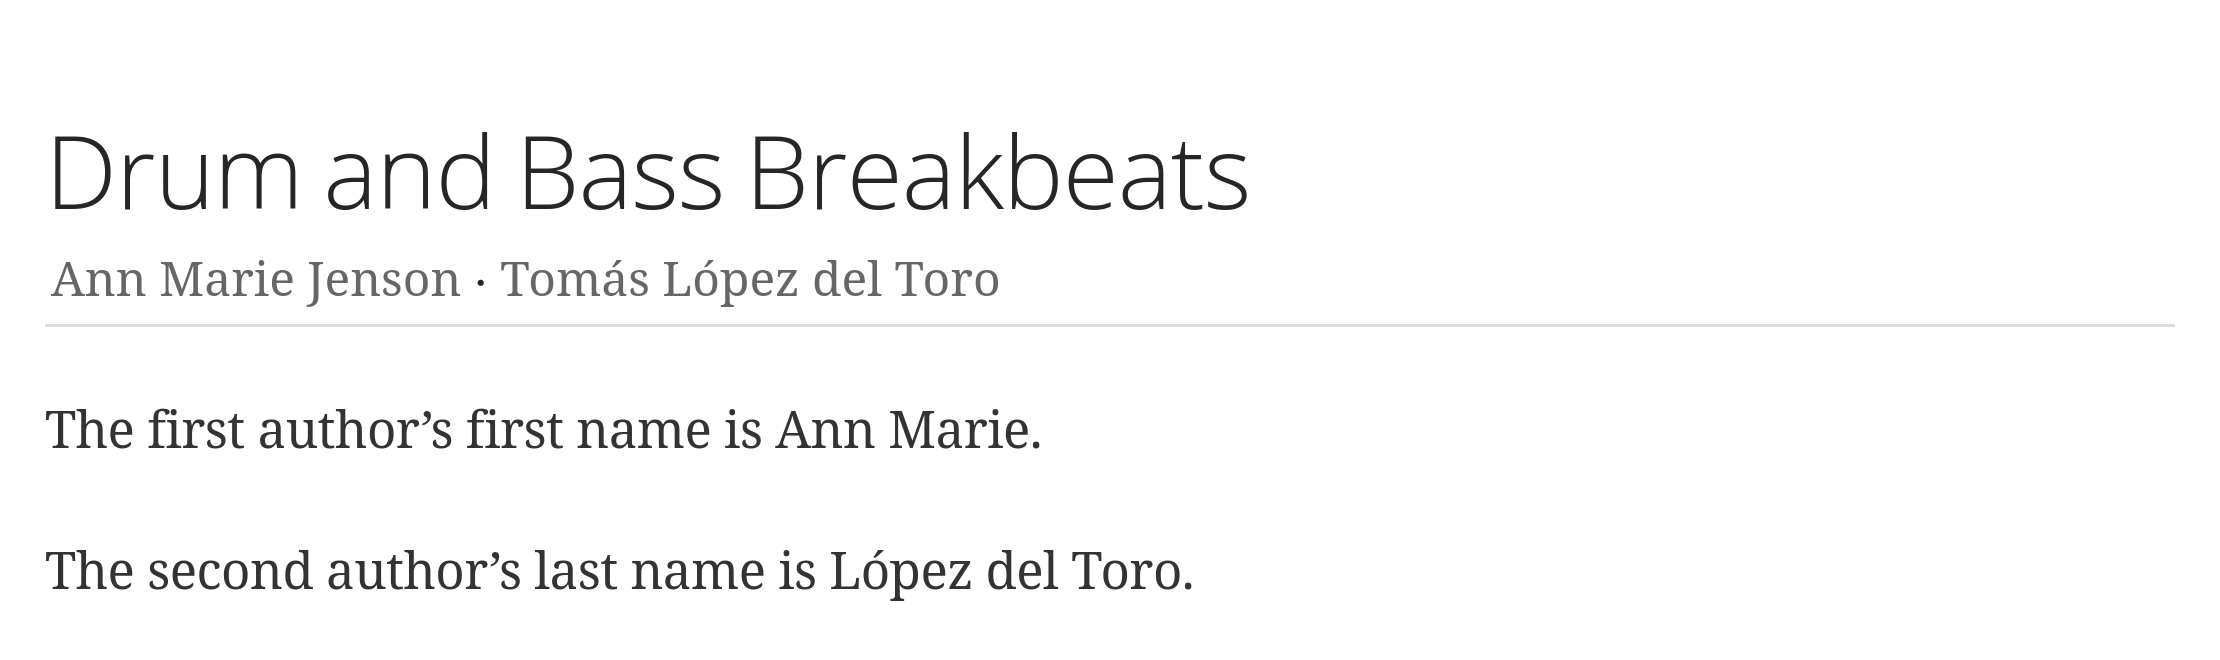 Drum and Bass Breakbeats
Ann Marie Jenson · Tomás López del Toro
The first author’s first name is Ann Marie.
The second author’s last name is López del Toro.